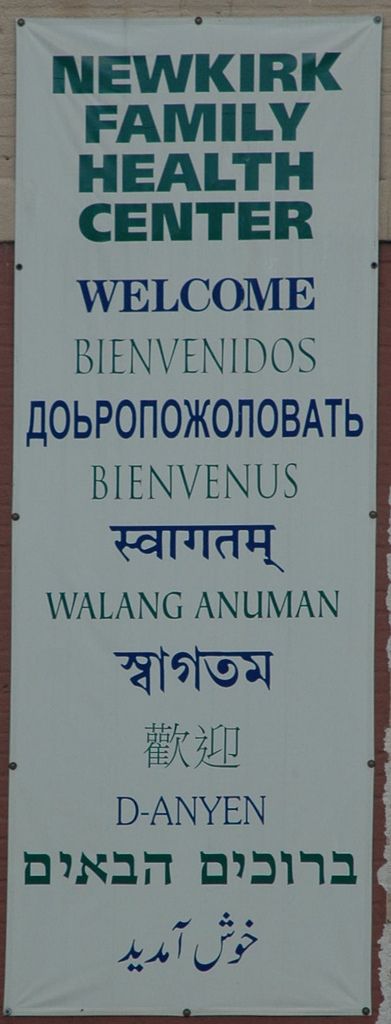 NEWKIRK
FAMILY
HEALTH
CENTER
WELCOME
BIENVENIDOS
ДОЬРОПОЖОЛОВАТЬ
BIENVENUS
स्वागतम्
WALANG ANUMAN
স্বাগতম
歡迎
D-ANYEN
ברוכים הבאים
خوش آمدید